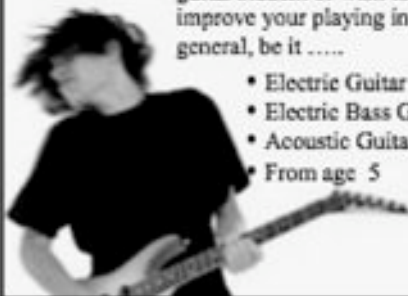 improve your playing in
general, be it .....
• Electric Guitar
• Electric Bass G
• Acoustic Guita
• From age 5